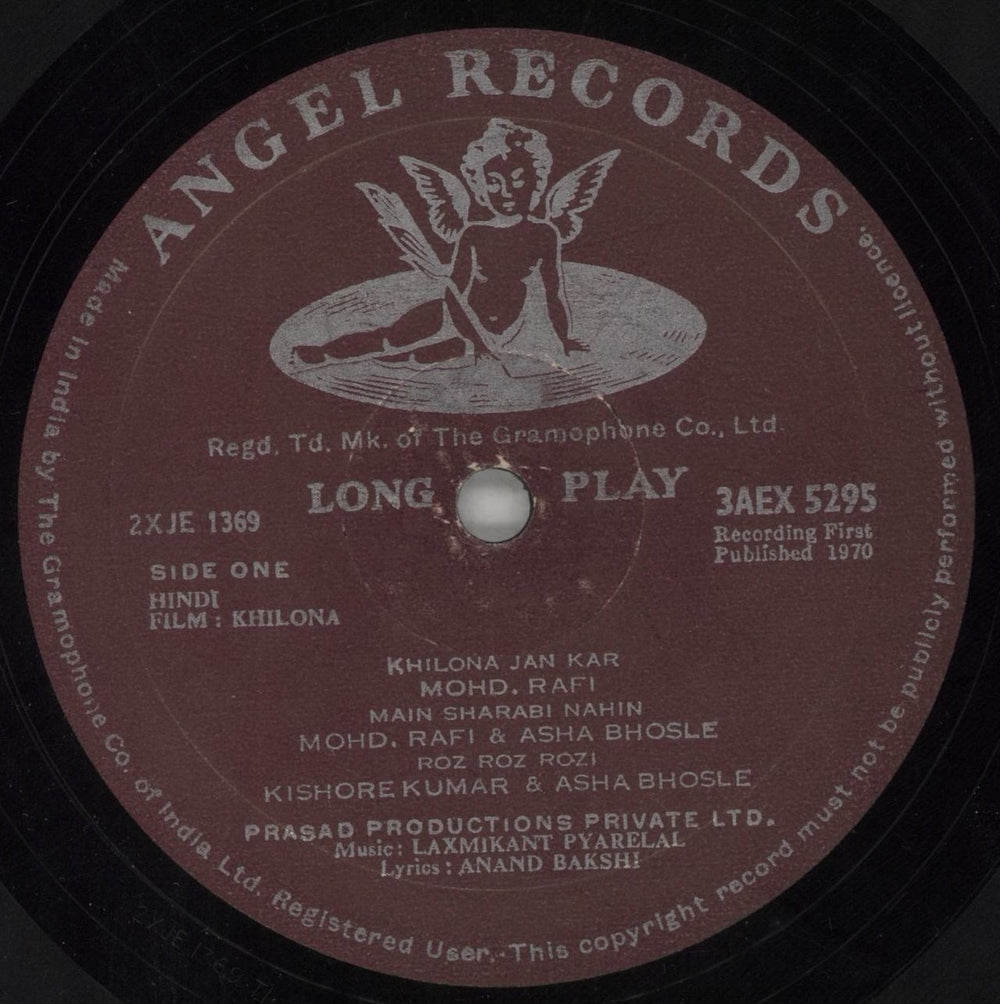 ANGEL RECORDS
Regd. Td. Mk. of The Gramophone Co., Ltd.
LONG PLAY
2XJE 1369
3AEX 5295
Recording First
Published 1970
SIDE ONE
HINDI
FILM : KHILONA
KHILONA JAN KAR
MOHD. RAFI
MAIN SHARABI NAHIN
MOHD. RAFI & ASHA BHOSLE
ROZ ROZ ROZI
KISHORE KUMAR & ASHA BHOSLE
PRASAD PRODUCTIONS PRIVATE LTD.
Music: LAXMIKANT PYARELAL
Lyrics : ANAND BAKSHI
Made in India by The Gramophone Co. of India Ltd. Registered User.-This copyright record must not be publicly performed without licence.